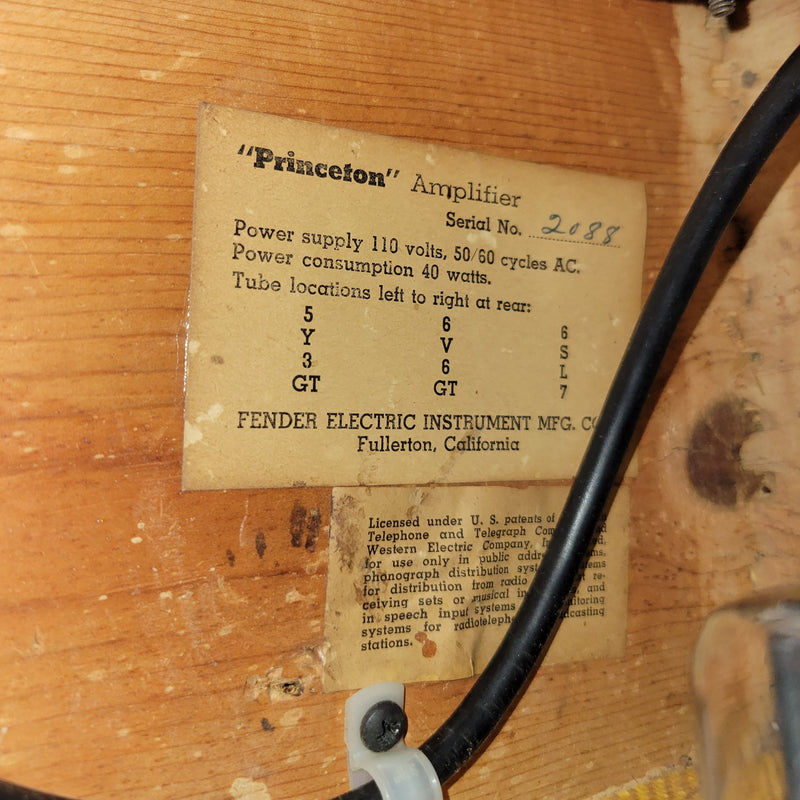 "Princeton" Amplifier
Serial No. 2088
Power supply 110 volts, 50/60 cycles AC.
Power consumption 40 watts.
Tube locations left to right at rear:
5 6 6
Y V S
3 6 L
GT GT 7
FENDER ELECTRIC INSTRUMENT MFG.
Fullerton, California
Licensed under U. S. patents of
Telephone and Telegraph
Western Electric Company,
for use only in public
phonograph distribution
for distribution from radio re-
ceiving sets or musical and
in speech input systems
systems for
stations.